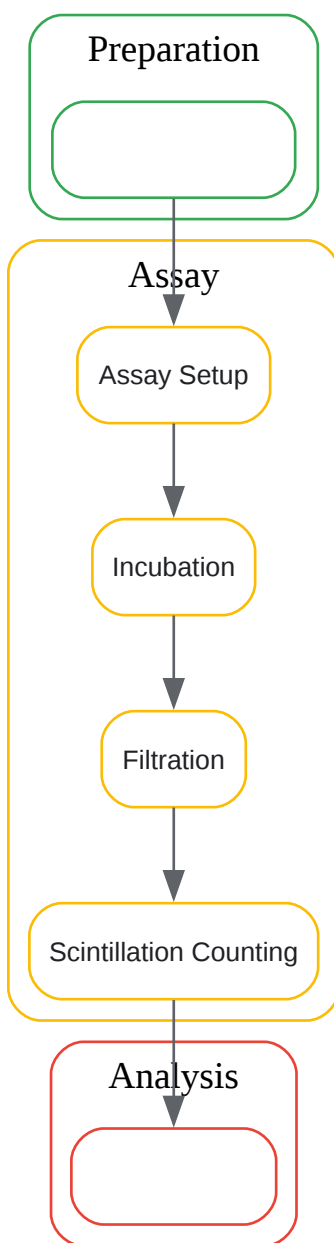 Preparation
Assay
Assay Setup
Incubation
Filtration
Scintillation Counting
Analysis